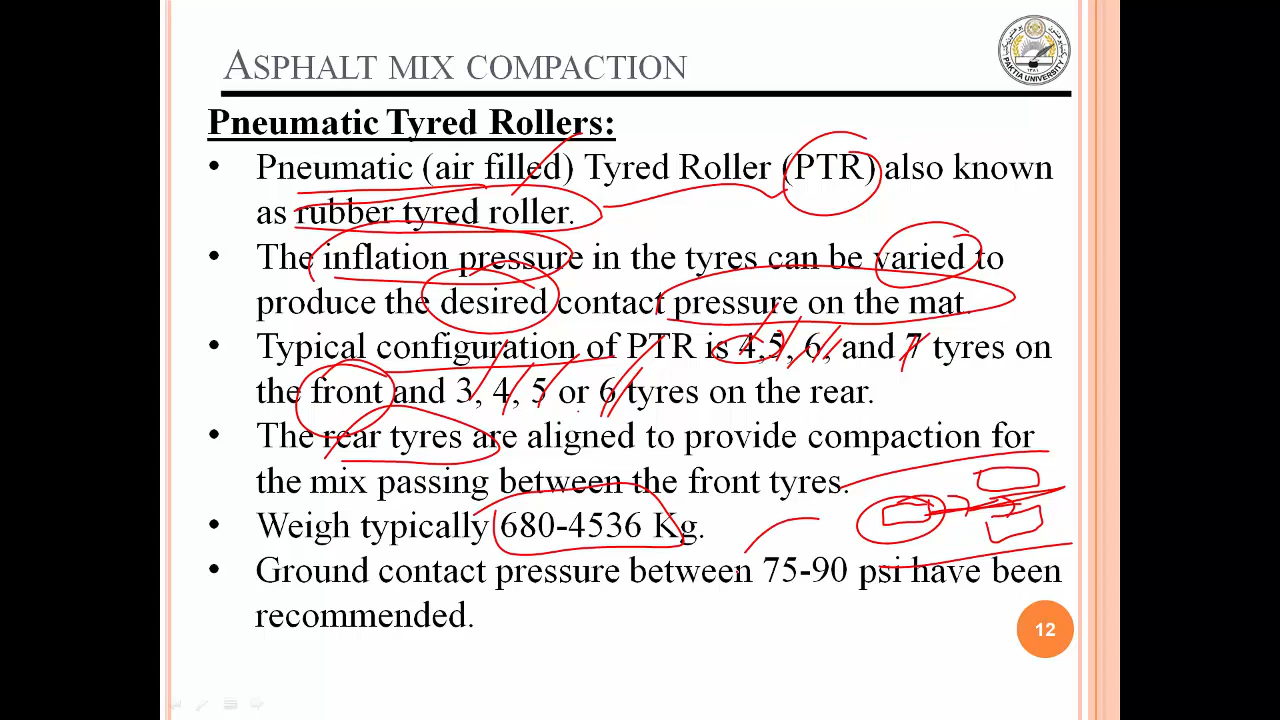 ASPHALT MIX COMPACTION
PAKTIA UNIVERSITY
Pneumatic Tyred Rollers:
• Pneumatic (air filled) Tyred Roller (PTR) also known
as rubber tyred roller.
• The inflation pressure in the tyres can be varied to
produce the desired contact pressure on the mat.
• Typical configuration of PTR is 4,5, 6, and 7 tyres on
the front and 3, 4, 5 or 6 tyres on the rear.
• The rear tyres are aligned to provide compaction for
the mix passing between the front tyres.
• Weigh typically 680-4536 Kg.
• Ground contact pressure between 75-90 psi have been
recommended.
12